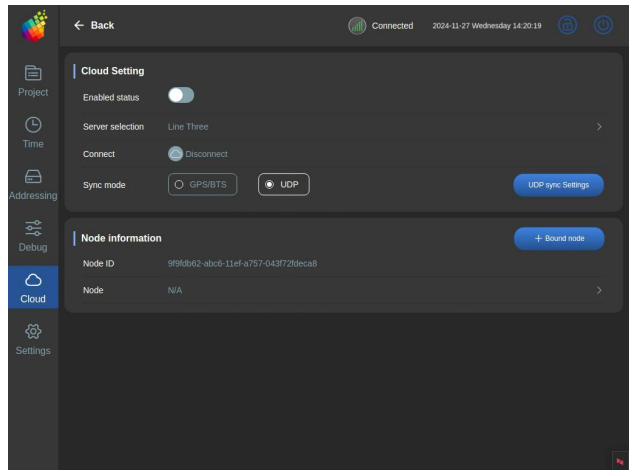 ← Back
Connected
2024-11-27 Wednesday 14:20:19
Project
Time
Addressing
Debug
Cloud
Settings
Cloud Setting
Enabled status
Server selection Line Three
Connect Disconnect
Sync mode GPS/BTS UDP UDP sync Settings
Node information + Bound node
Node ID 9f9fdb62-abc6-11ef-a757-043f72fdeca8
Node N/A